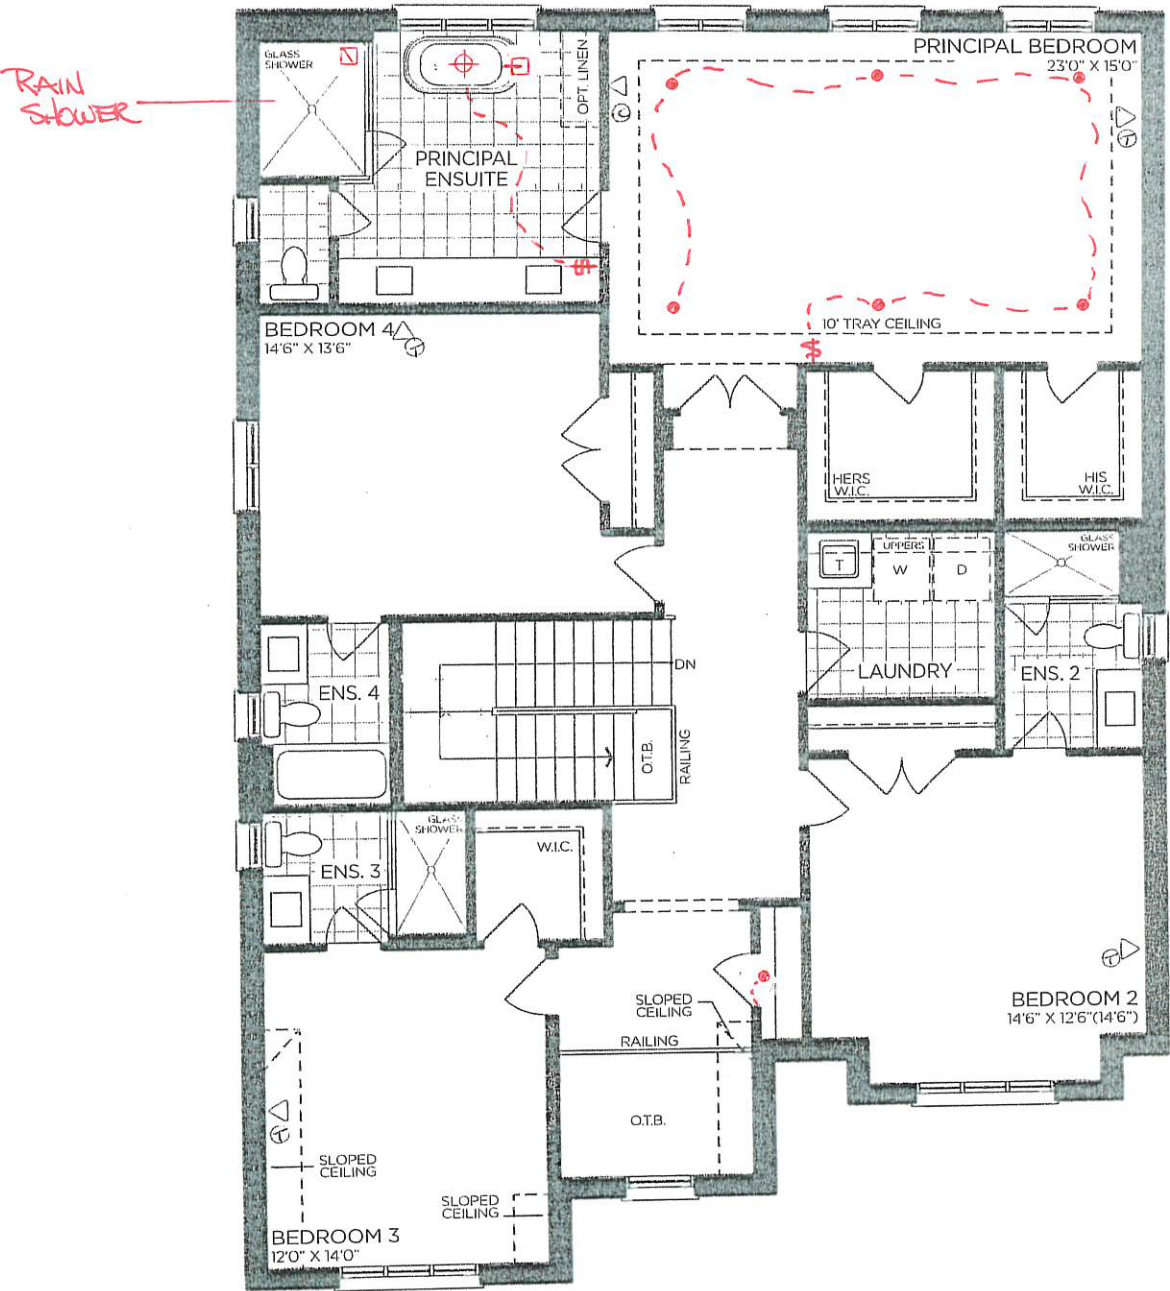 GLASS
SHOWER
RAIN
SHOWER
OPT. LINEN
PRINCIPAL BEDROOM
23'0" X 15'0"
C
T
PRINCIPAL
ENSUITE
$
10' TRAY CEILING
$
BEDROOM 4
14'6" X 13'6"
T
HERS
W.I.C.
HIS
W.I.C.
T
UPPERS
W
D
GLASS
SHOWER
LAUNDRY
ENS. 2
ENS. 4
DN
O.T.B.
RAILING
GLASS
SHOWER
W.I.C.
ENS. 3
T
BEDROOM 2
14'6" X 12'6"(14'6")
SLOPED
CEILING
RAILING
O.T.B.
T
SLOPED
CEILING
SLOPED
CEILING
BEDROOM 3
12'0" X 14'0"